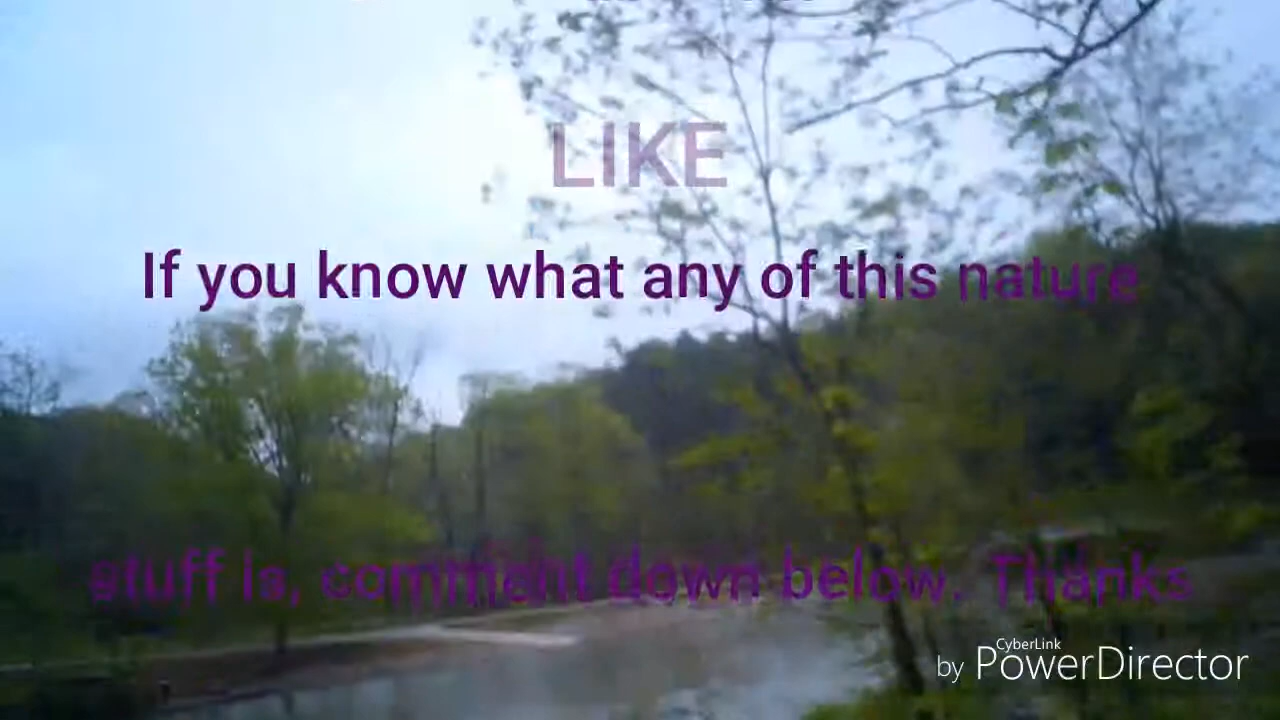 LIKE
If you know what any of this nature
stuff is, comment down below. Thanks
CyberLink
by PowerDirector